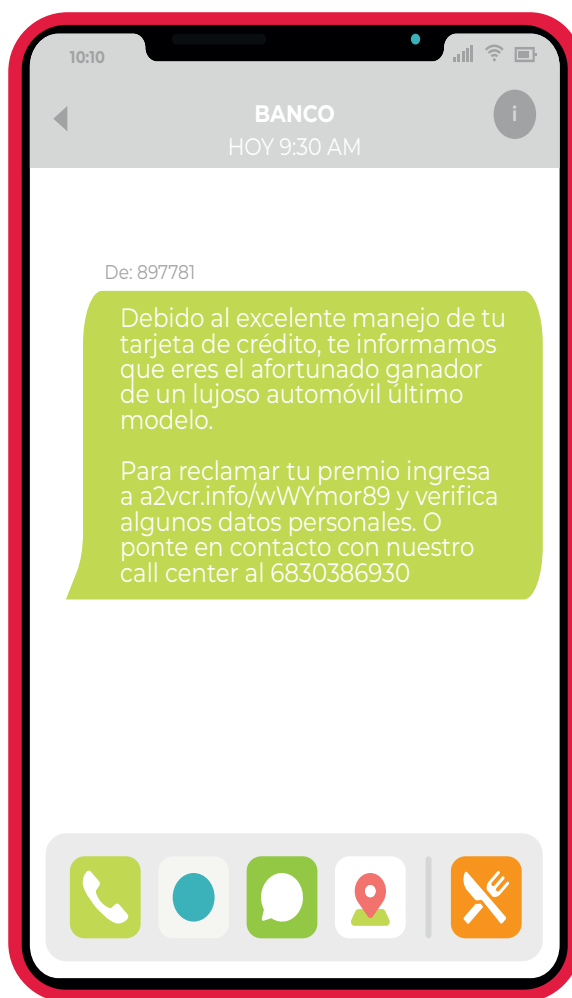 10:10
BANCO
i
HOY 9:30 AM
De: 897781
Debido al excelente manejo de tu
tarjeta de crédito, te informamos
que eres el afortunado ganador
de un lujoso automóvil último
modelo.
Para reclamar tu premio ingresa
a a2vcr.info/wWYmor89 y verifica
algunos datos personales. O
ponte en contacto con nuestro
call center al 6830386930